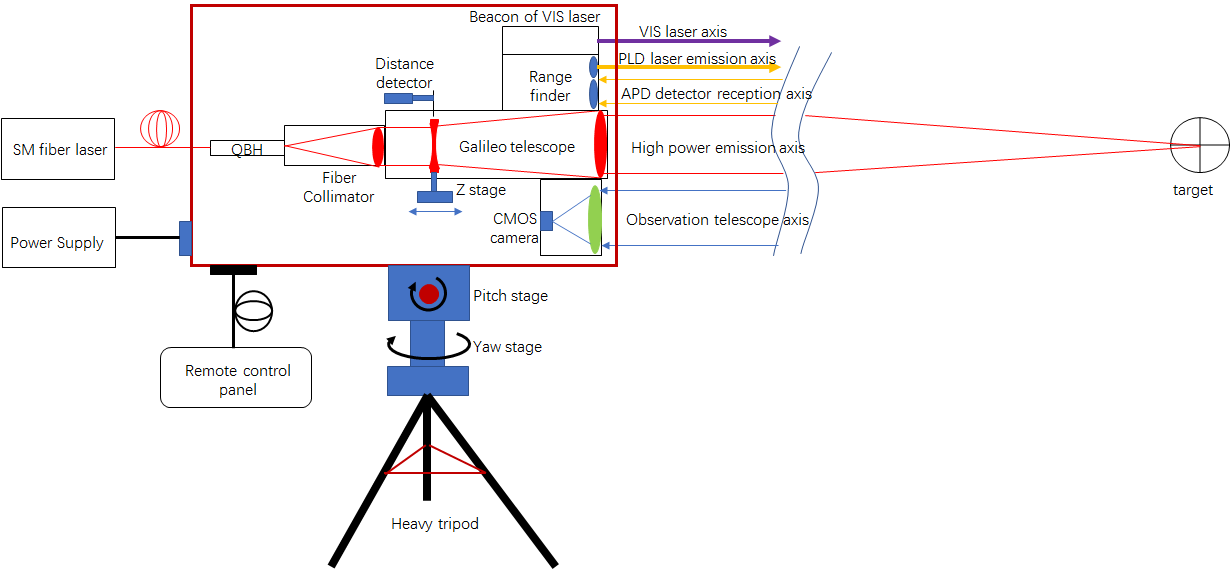 Beacon of VIS laser
VIS laser axis
PLD laser emission axis
Distance
detector
Range
finder
APD detector reception axis
SM fiber laser
QBH
Galileo telescope
High power emission axis
Fiber
Collimator
Z stage
target
CMOS
camera
Observation telescope axis
Power Supply
Pitch stage
Yaw stage
Remote control
panel
Heavy tripod